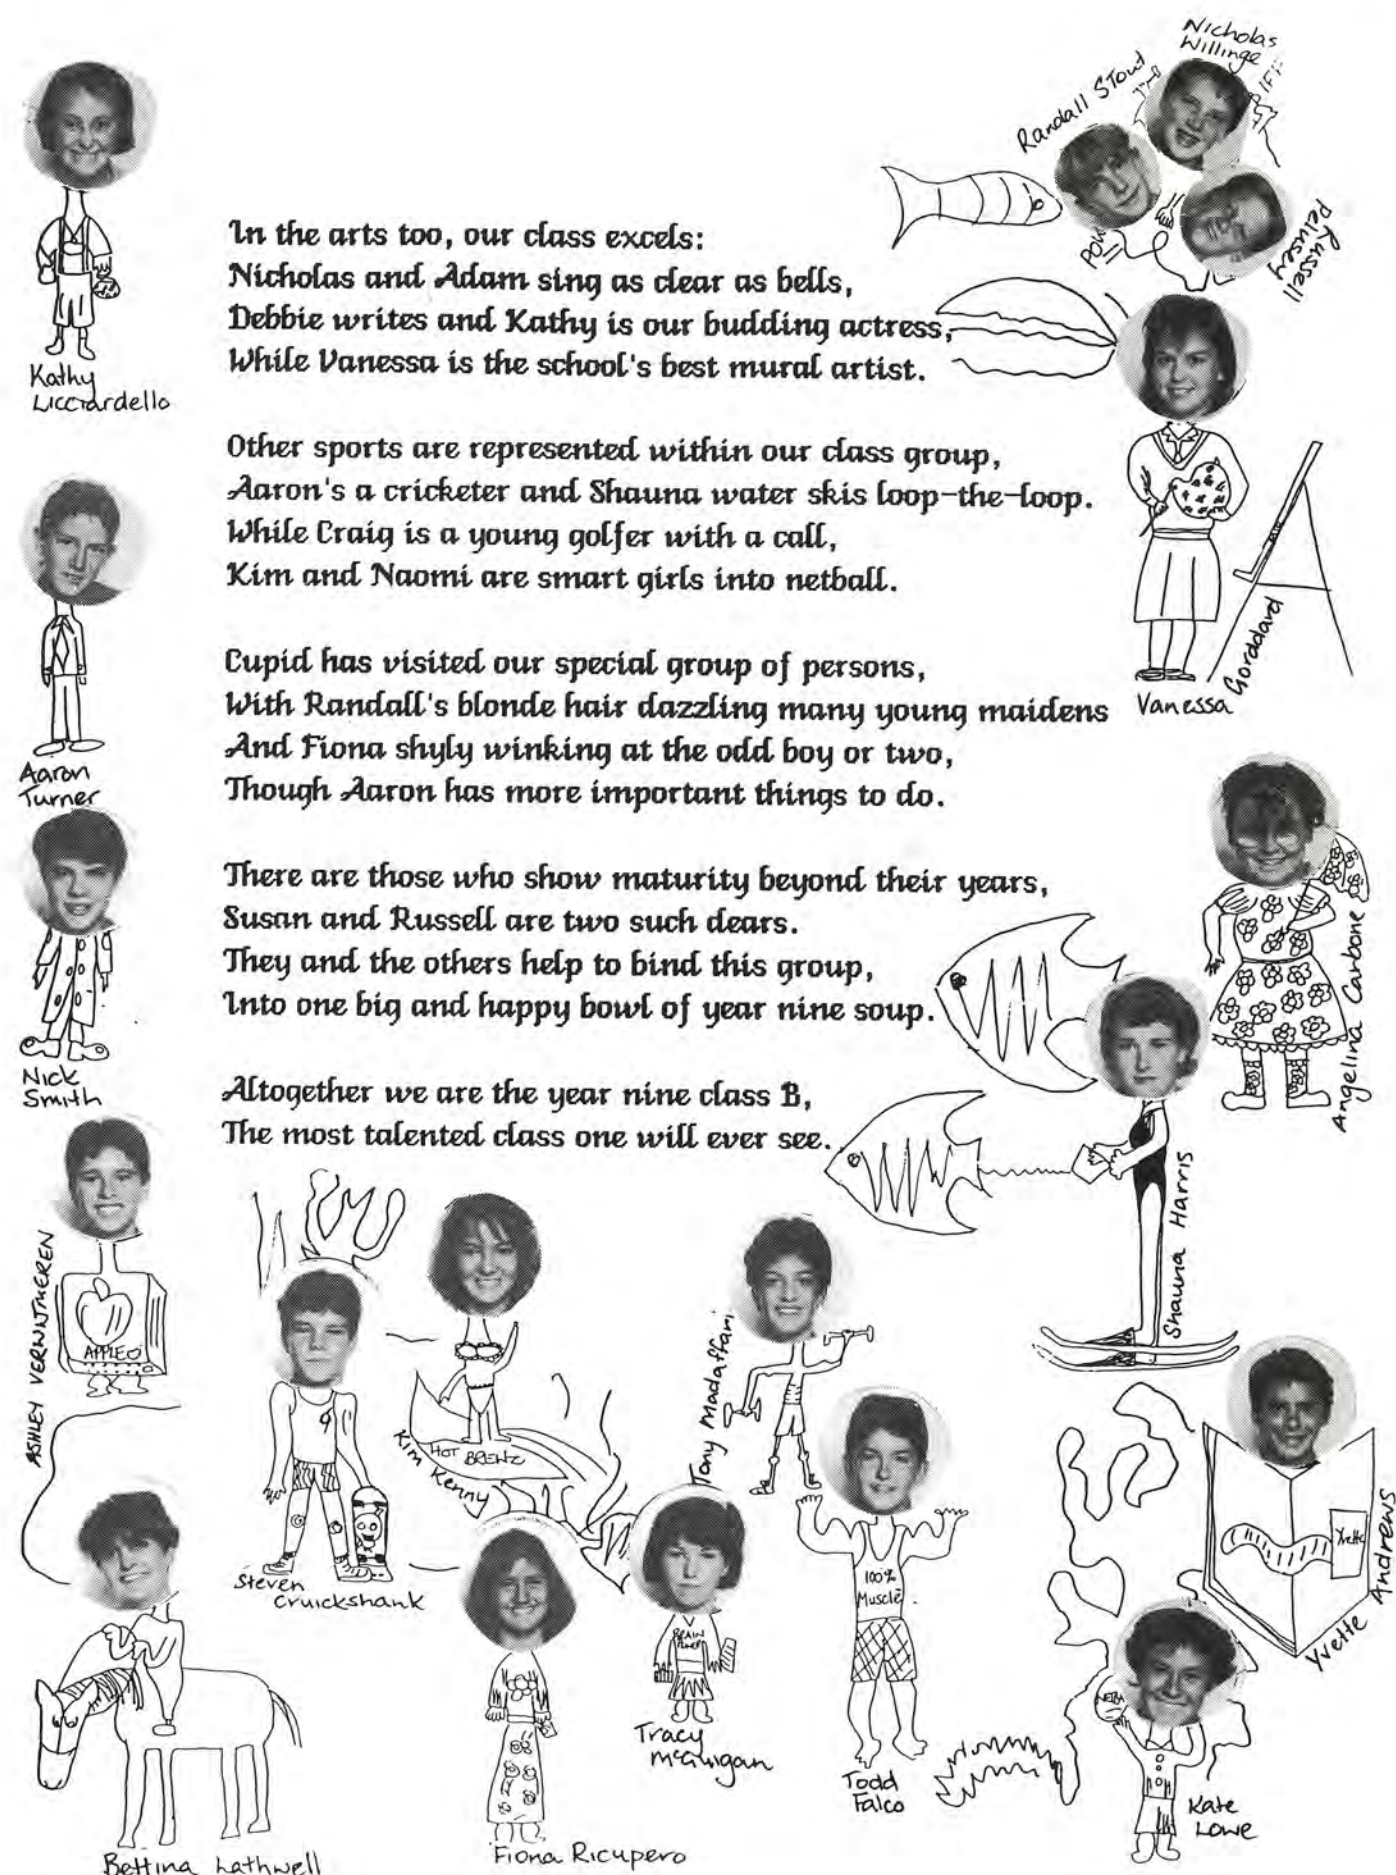 Nicholas
Willinge
Randall Stout
Russell
Pelusey
POW
Kathy
Licciardello
In the arts too, our class excels:
Nicholas and Adam sing as clear as bells,
Debbie writes and Kathy is our budding actress,
While Vanessa is the school's best mural artist.
Other sports are represented within our class group,
Aaron's a cricketer and Shauna water skis loop-the-loop.
While Craig is a young golfer with a call,
Kim and Naomi are smart girls into netball.
Vanessa Gorddard
Aaron
Turner
Cupid has visited our special group of persons,
With Randall's blonde hair dazzling many young maidens
And Fiona shyly winking at the odd boy or two,
Though Aaron has more important things to do.
There are those who show maturity beyond their years,
Susan and Russell are two such dears.
They and the others help to bind this group,
Into one big and happy bowl of year nine soup.
Angelina Carbone
Nick
Smith
Altogether we are the year nine class B,
The most talented class one will ever see.
Shauna Harris
ASHLEY VERNTMEREN
APPLE
9
Steven
Cruickshank
HOT
Kim Kenny
Tony Madaffari
100%
Muscle
Todd
Falco
BRAIN
POWER
Tracy
McGuigan
Fiona Ricupero
Bettina Lathwell
Yvette
Yvette Andrews
Kate
Lowe